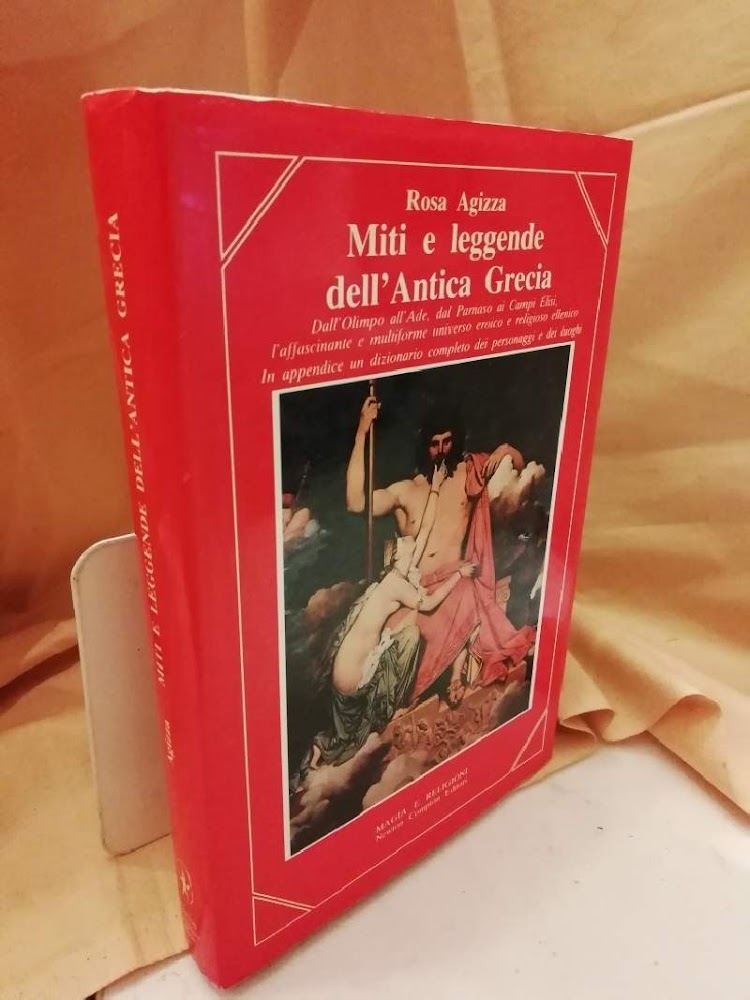 Rosa Agizza
Miti e leggende
dell'Antica Grecia
Dall'Olimpo all'Ade, dal Parnaso ai Campi Elisi,
l'affascinante e multiforme universo eroico e religioso ellenico
In appendice un dizionario completo dei personaggi e dei luoghi
MAGIA E RELIGIONI
Newton Compton Editori
Agizza MITI E LEGGENDE DELL'ANTICA GRECIA